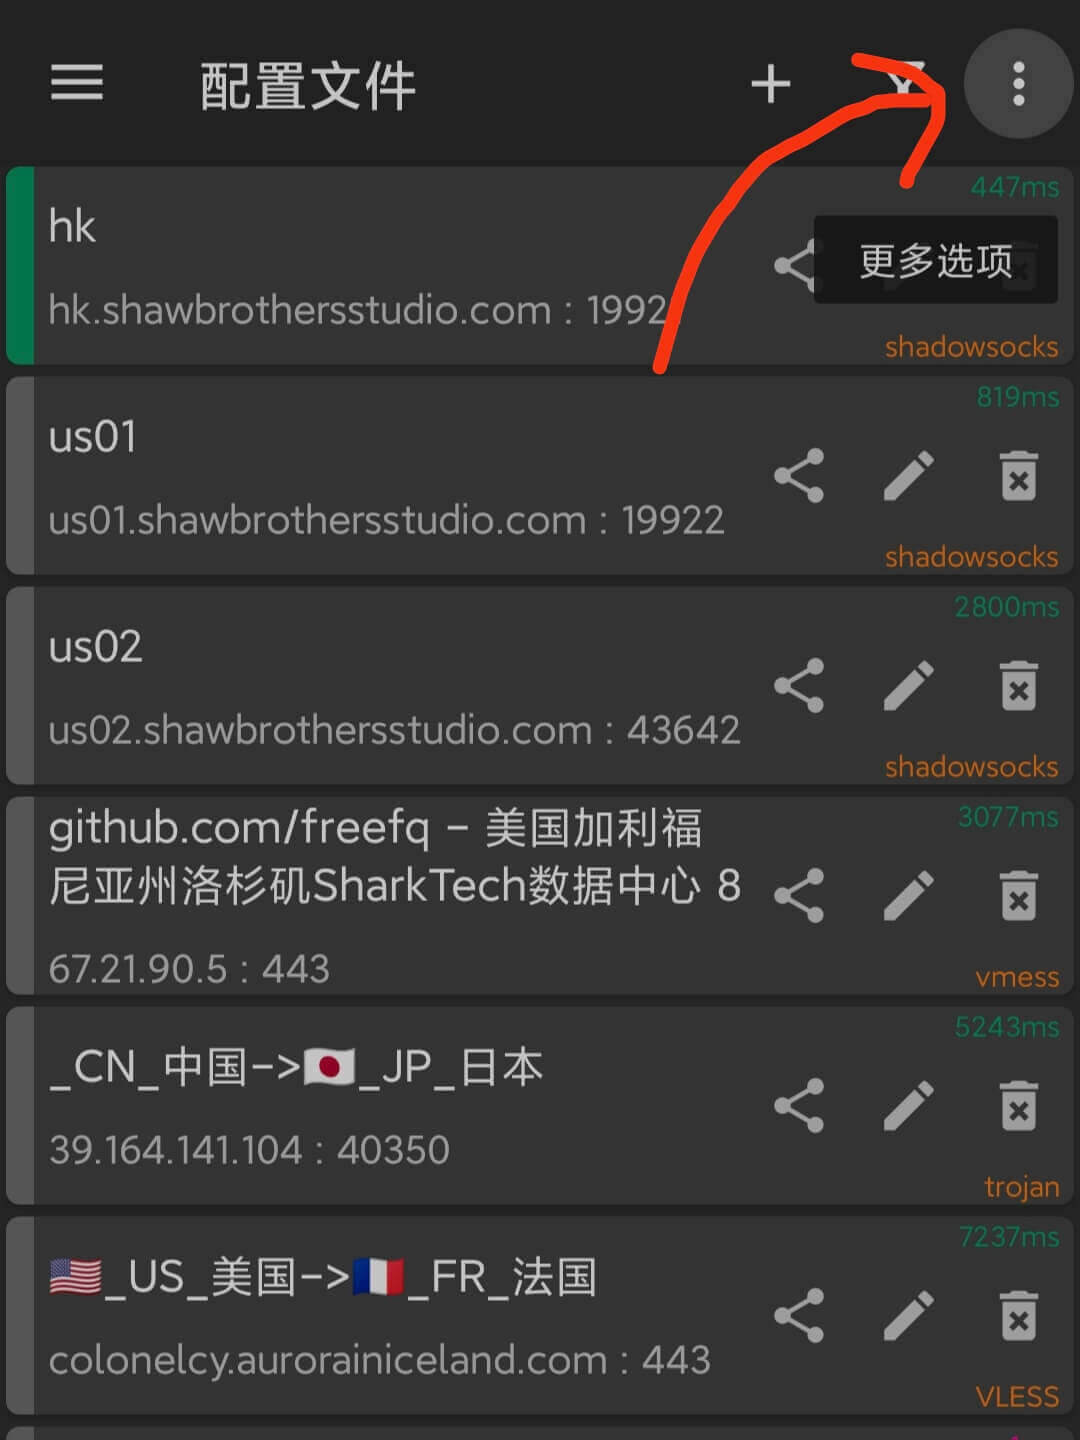 配置文件
447ms
hk
更多选项
hk.shawbrothersstudio.com : 1992
shadowsocks
819ms
us01
us01.shawbrothersstudio.com : 19922
shadowsocks
2800ms
us02
us02.shawbrothersstudio.com : 43642
shadowsocks
3077ms
github.com/freefq – 美国加利福
尼亚州洛杉矶SharkTech数据中心 8
67.21.90.5 : 443
vmess
5243ms
_CN_中国->🇯🇵_JP_日本
39.164.141.104 : 40350
trojan
7237ms
🇺🇸_US_美国->🇫🇷_FR_法国
colonelcy.aurorainiceland.com : 443
VLESS